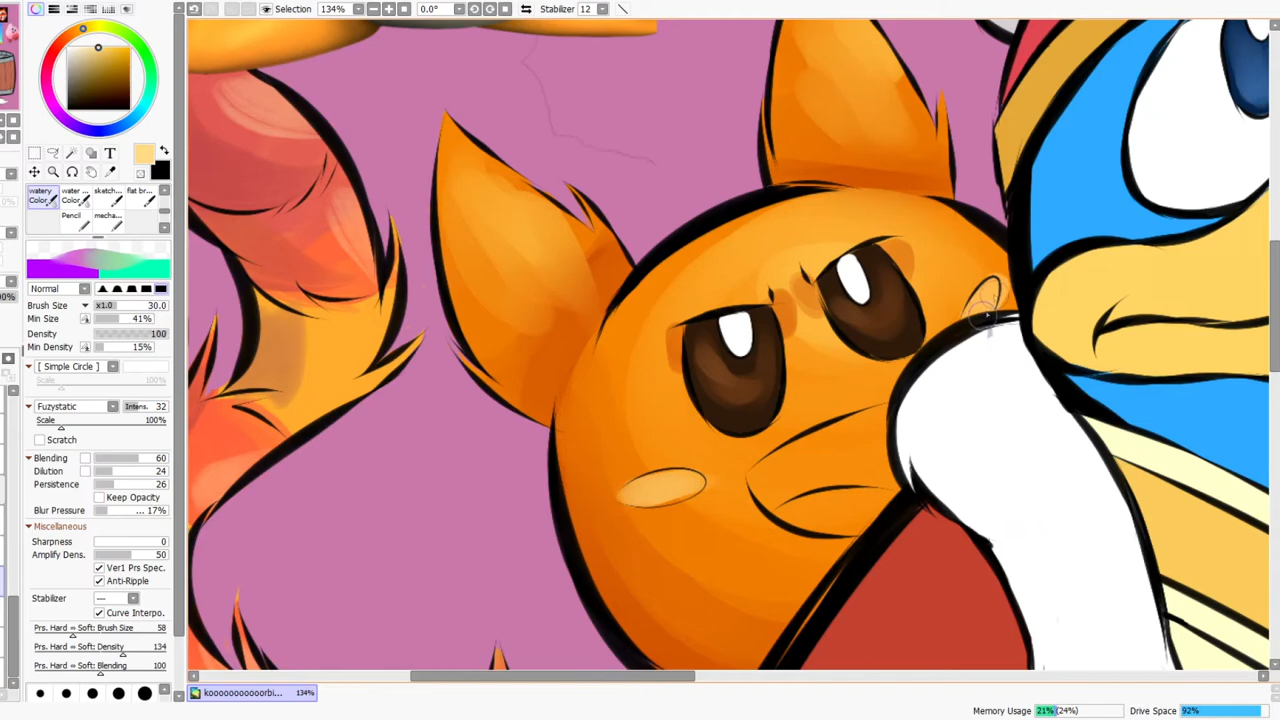 Selection 134% 0.0° Stabilizer 12
T
watery Color
water ... Color
sketch...
flat br...
Pencil
mecha...
Normal
Brush Size x1.0 30.0
Min Size 41%
Density 100
Min Density 15%
[ Simple Circle ]
Scale 100%
Fuzystatic Intens. 32
Scale 100%
Scratch
Blending 60
Dilution 24
Persistence 26
Keep Opacity
Blur Pressure ... 17%
Miscellaneous
Sharpness 0
Amplify Dens. 50
Ver1 Prs Spec.
Anti-Ripple
Stabilizer ---
Curve Interpo.
Prs. Hard ⇔ Soft: Brush Size 58
Prs. Hard ⇔ Soft: Density 134
Prs. Hard ⇔ Soft: Blending 100
134%
Memory Usage 21% (24%) Drive Space 92%